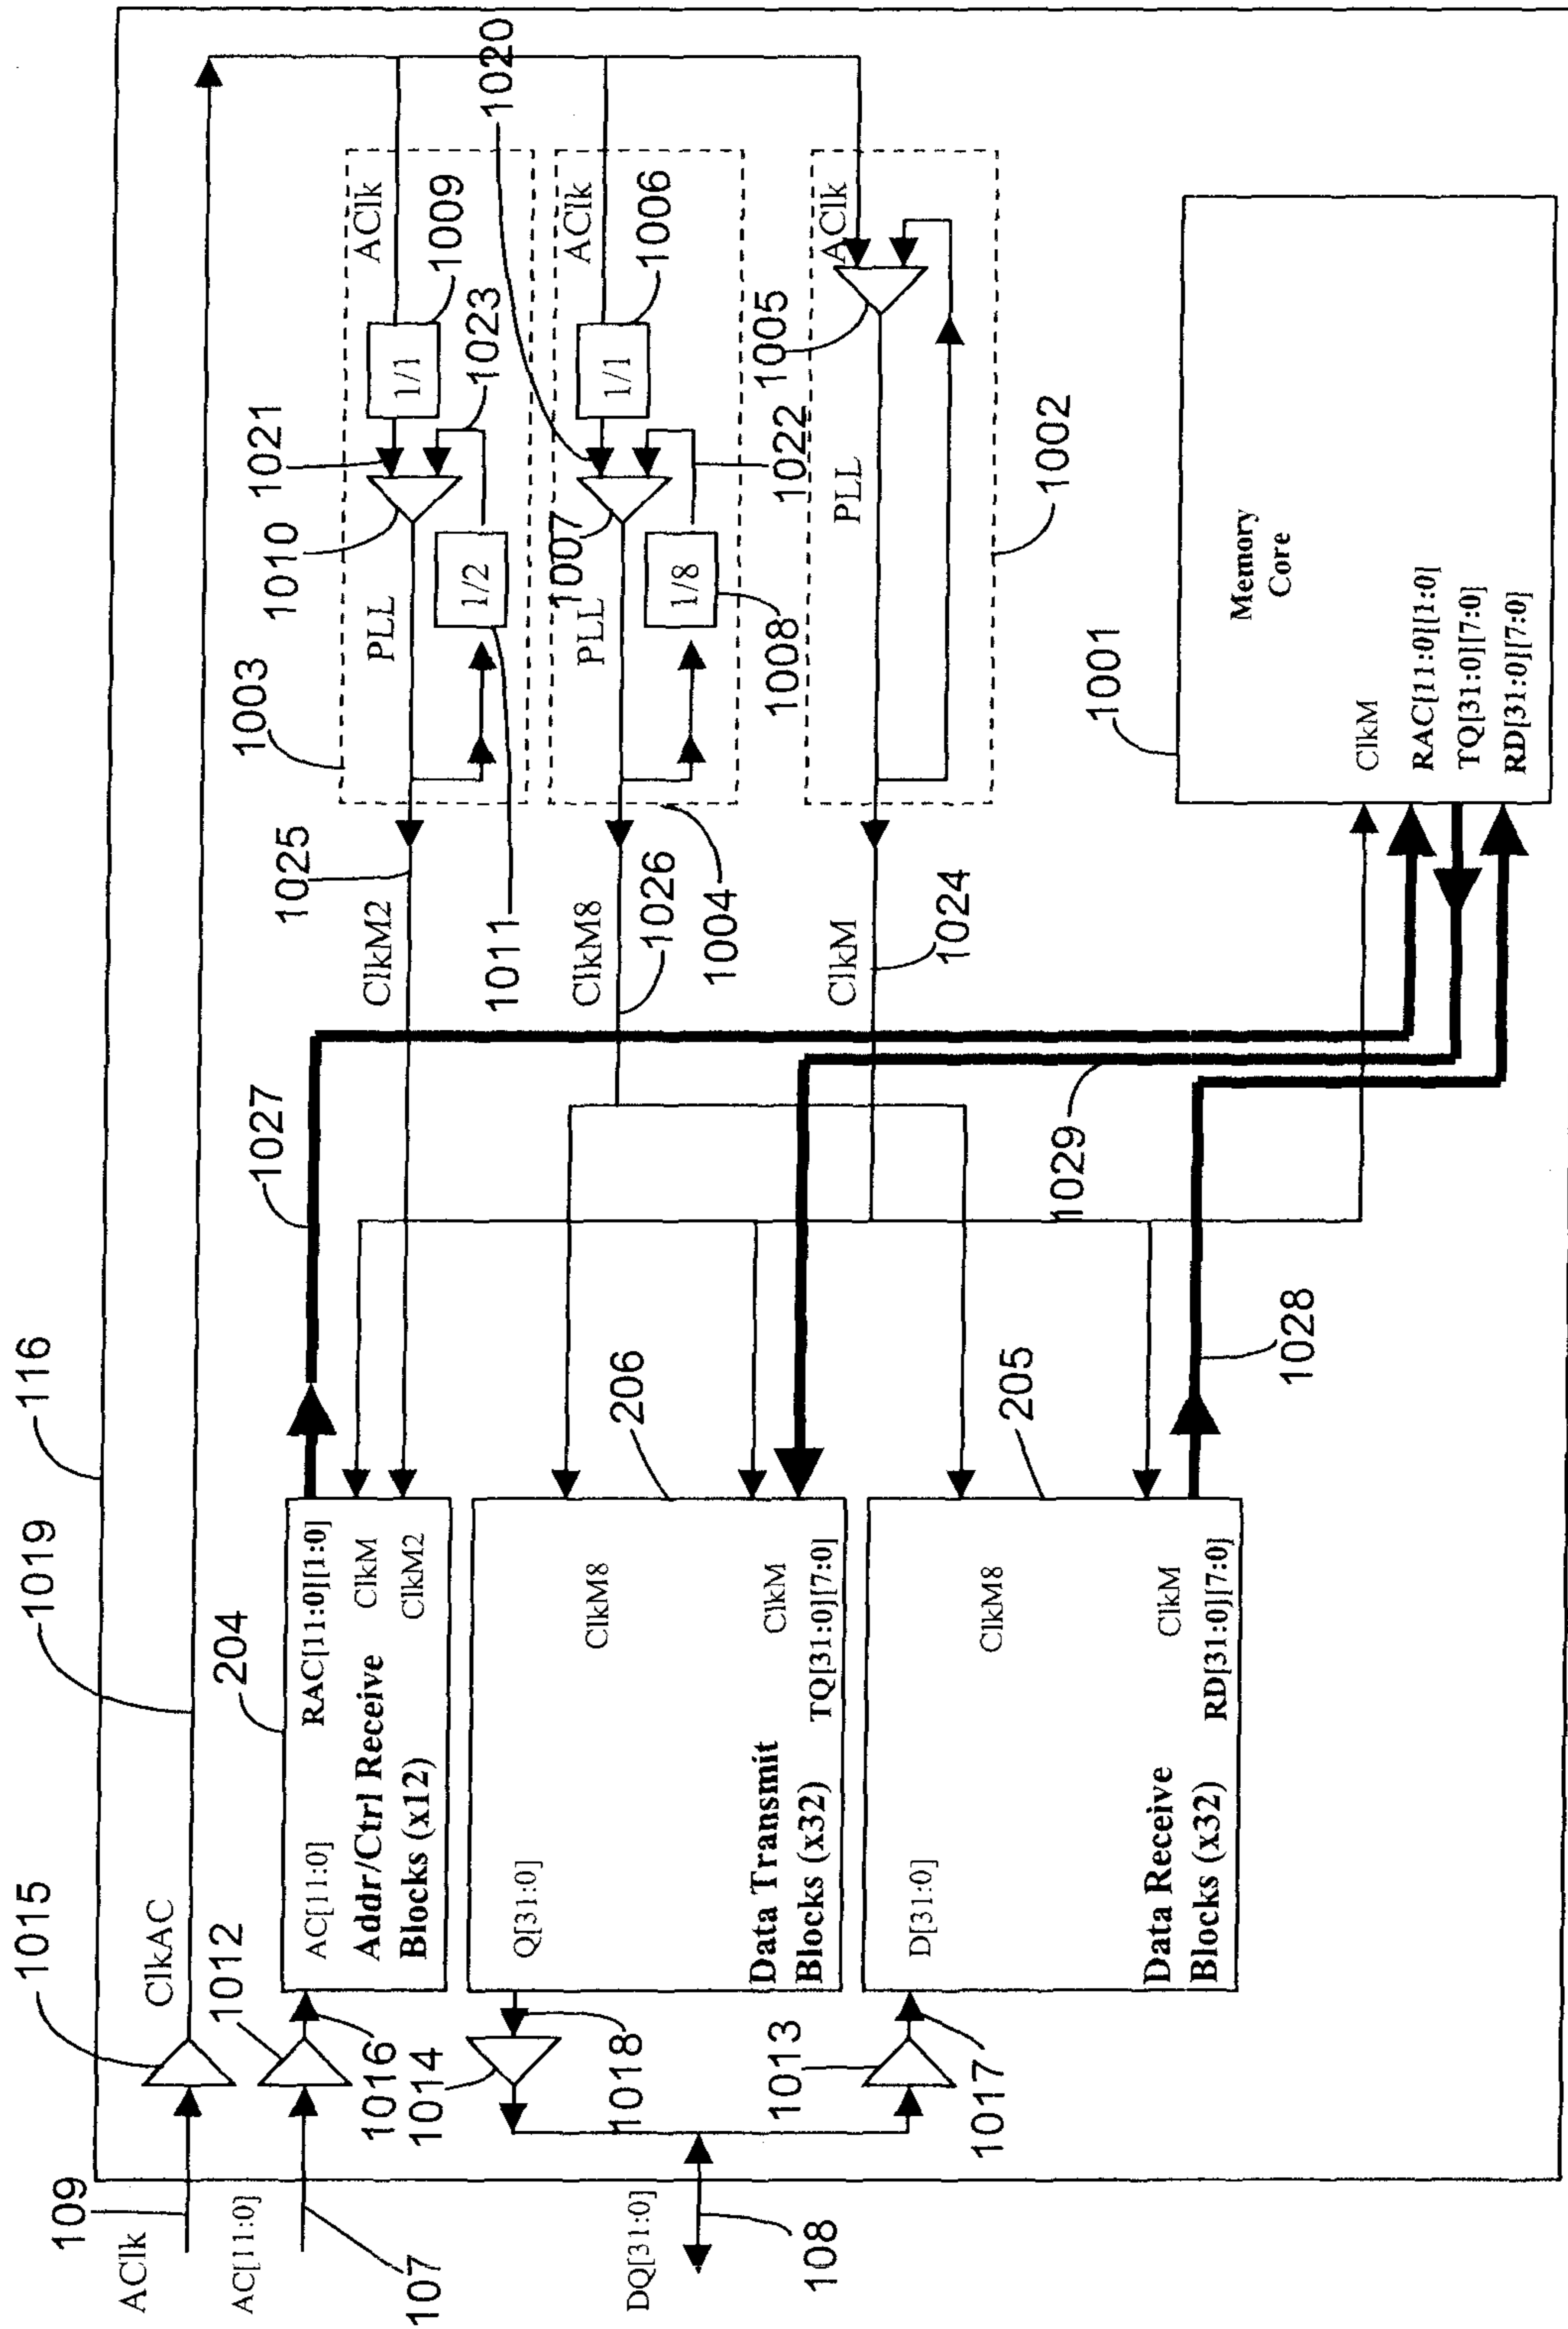 116
1019
1015
ClkAC
109
AClk
1012
AC[11:0]
107
1016
204
AC[11:0]
RAC[11:0][1:0]
Addr/Ctrl Receive
Blocks (x12)
ClkM
ClkM2
1027
1025
ClkM2
1003
PLL
1010
1021
1/1
AClk
1009
1023
1/2
1011
1020
1014
1018
Q[31:0]
ClkM8
206
Data Transmit
Blocks (x32)
ClkM
TQ[31:0][7:0]
ClkM8
1026
1004
PLL
1007
1/1
AClk
1006
1/8
1008
1022
DQ[31:0]
108
1013
1017
D[31:0]
ClkM8
205
Data Receive
Blocks (x32)
ClkM
RD[31:0][7:0]
1028
1029
ClkM
1024
PLL
1005
AClk
1002
1001
Memory
Core
ClkM
RAC[11:0][1:0]
TQ[31:0][7:0]
RD[31:0][7:0]